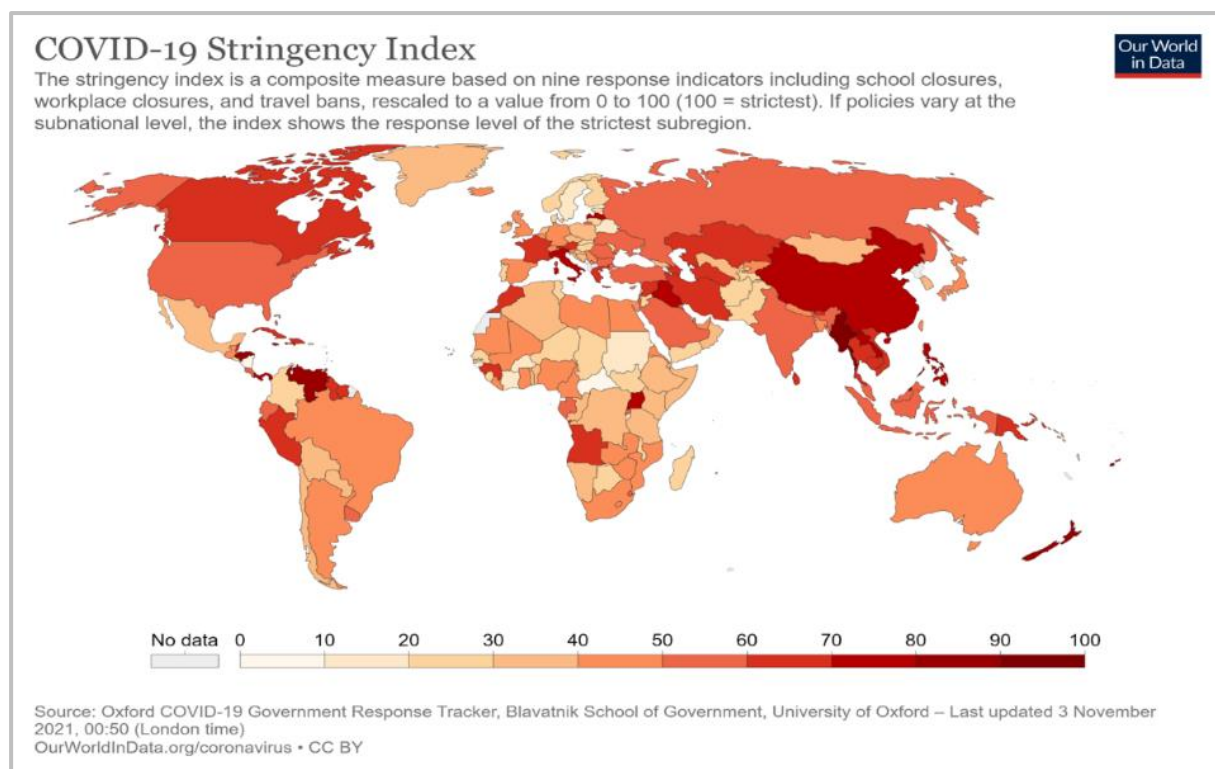 COVID-19 Stringency Index
Our World
in Data
The stringency index is a composite measure based on nine response indicators including school closures,
workplace closures, and travel bans, rescaled to a value from 0 to 100 (100 = strictest). If policies vary at the
subnational level, the index shows the response level of the strictest subregion.
No data 0 10 20 30 40 50 60 70 80 90 100
Source: Oxford COVID-19 Government Response Tracker, Blavatnik School of Government, University of Oxford – Last updated 3 November
2021, 00:50 (London time)
OurWorldInData.org/coronavirus • CC BY